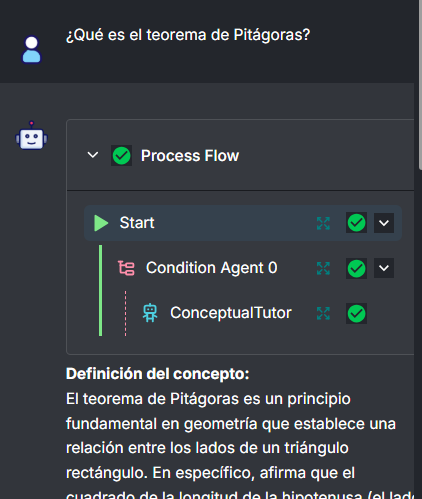 ¿Qué es el teorema de Pitágoras?
Process Flow
Start
Condition Agent 0
ConceptualTutor
Definición del concepto:
El teorema de Pitágoras es un principio
fundamental en geometría que establece una
relación entre los lados de un triángulo
rectángulo. En específico, afirma que el
cuadrado de la longitud de la hipotenusa (el lado